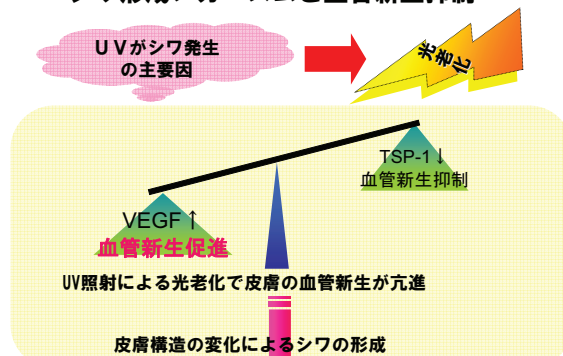 UVがシワ発生
の主要因
光老化
TSP-1↓
血管新生抑制
VEGF↑
血管新生促進
UV照射による光老化で皮膚の血管新生が亢進
皮膚構造の変化によるシワの形成